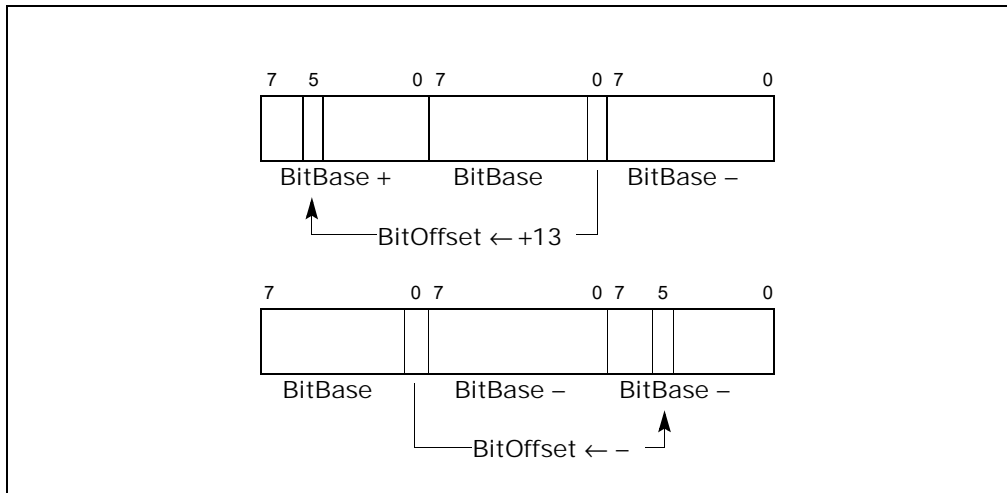 7 5 0 7 0 7 0
BitBase + BitBase BitBase –
BitOffset ← +13
7 0 7 0 7 5 0
BitBase BitBase – BitBase –
BitOffset ← –